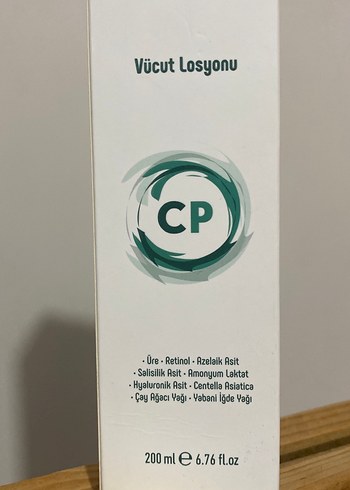 Vücut Losyonu
CP
• Üre • Retinol • Azelaik Asit
• Salisilik Asit • Amonyum Laktat
• Hyaluronik Asit • Centella Asiatica
• Çay Ağacı Yağı • Yabani İğde Yağı
200 ml ℮ 6.76 fl.oz